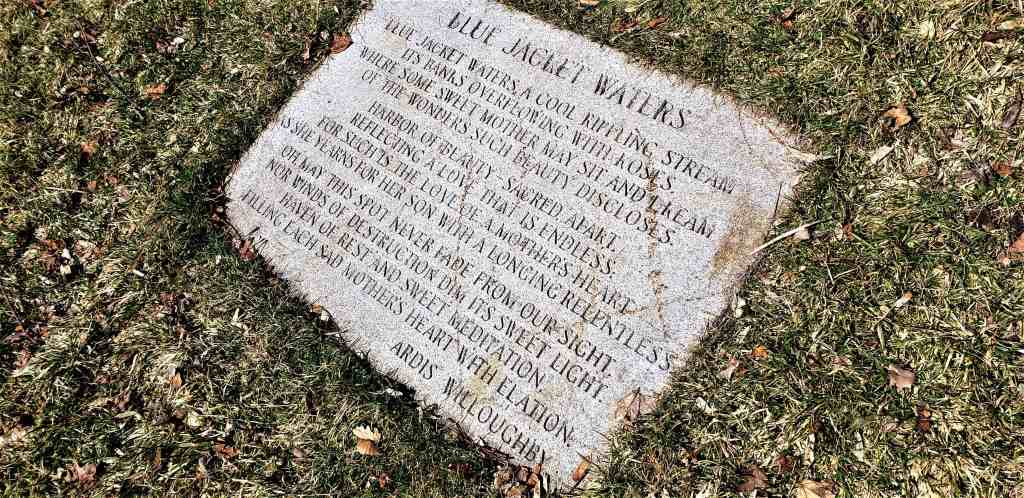 BLUE JACKET WATERS
BLUE JACKET WATERS, A COOL RIPPLING STREAM
ITS BANKS OVERFLOWING WITH ROSES.
WHERE SOME SWEET MOTHER MAY SIT AND DREAM
OF THE WONDERS SUCH BEAUTY DISCLOSES.
THE HARBOR OF BEAUTY - SACRED, APART.
REFLECTING A LOVE THAT IS ENDLESS:
FOR SUCH IS THE LOVE OF A MOTHERS HEART
AS SHE YEARNS FOR HER SON WITH A LONGING RELENTLESS.
OH, MAY THIS SPOT NEVER FADE FROM OUR SIGHT.
NOR WINDS OF DESTRUCTION DIM ITS SWEET LIGHT.
HAVEN OF REST AND SWEET MEDITATION
FILLING EACH SAD MOTHERS HEART WITH ELATION.
ARDIS WILLOUGHBY